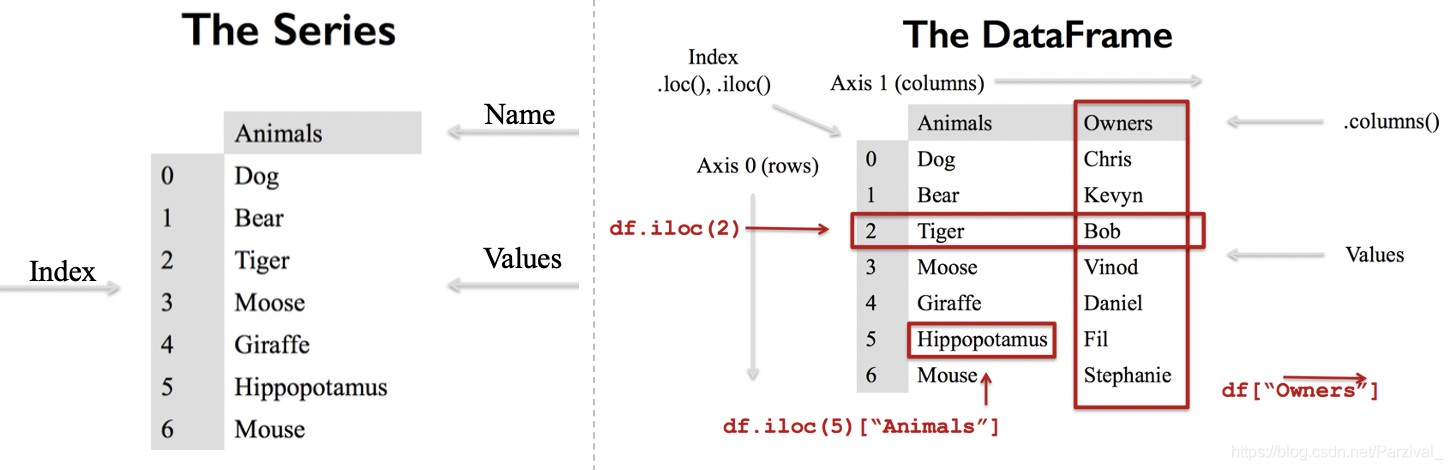 The Series
Name
Animals
0 Dog
1 Bear
2 Tiger
3 Moose
4 Giraffe
5 Hippopotamus
6 Mouse
Index
Values
The DataFrame
Index
.loc(), .iloc()
Axis 1 (columns)
Animals Owners
.columns()
Axis 0 (rows)
0 Dog Chris
1 Bear Kevyn
2 Tiger Bob
3 Moose Vinod
4 Giraffe Daniel
5 Hippopotamus Fil
6 Mouse Stephanie
df.iloc(2)
Values
df.iloc(5)[“Animals”]
df[“Owners”]
https://blog.csdn.net/Parzival_